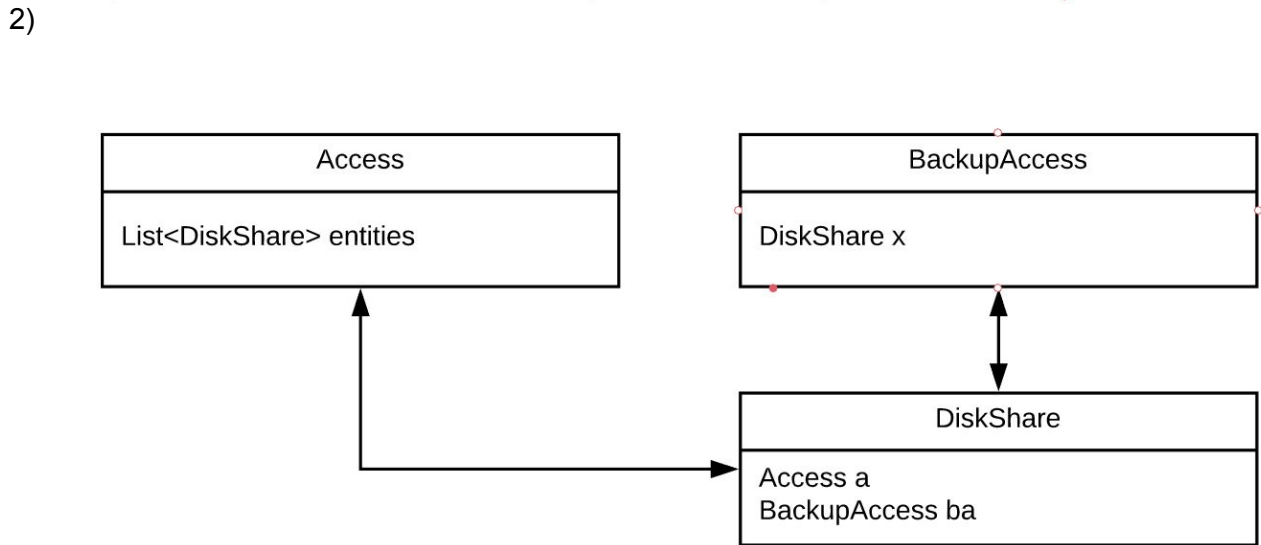 2)
Access
List<DiskShare> entities
BackupAccess
DiskShare x
DiskShare
Access a
BackupAccess ba